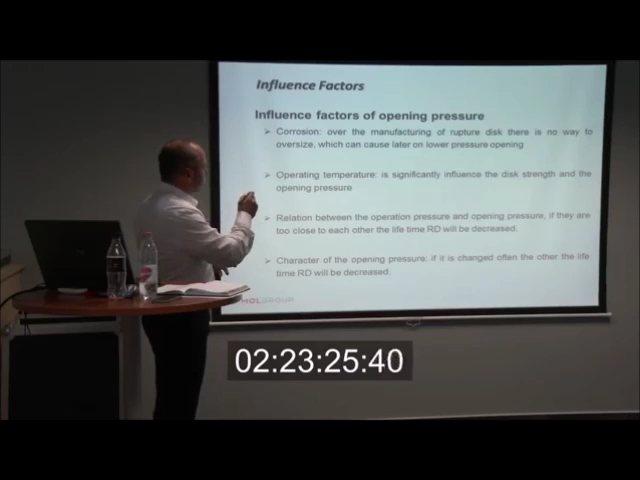 Influence Factors
Influence factors of opening pressure
➢ Corrosion: over the manufacturing of rupture disk there is no way to
oversize, which can cause later on lower pressure opening
➢ Operating temperature: is significantly influence the disk strength and the
opening pressure
➢ Relation between the operation pressure and opening pressure, if they are
too close to each other the life time RD will be decreased.
➢ Character of the opening pressure: if it is changed often the other the life
time RD will be decreased.
MOLGROUP
02:23:25:40